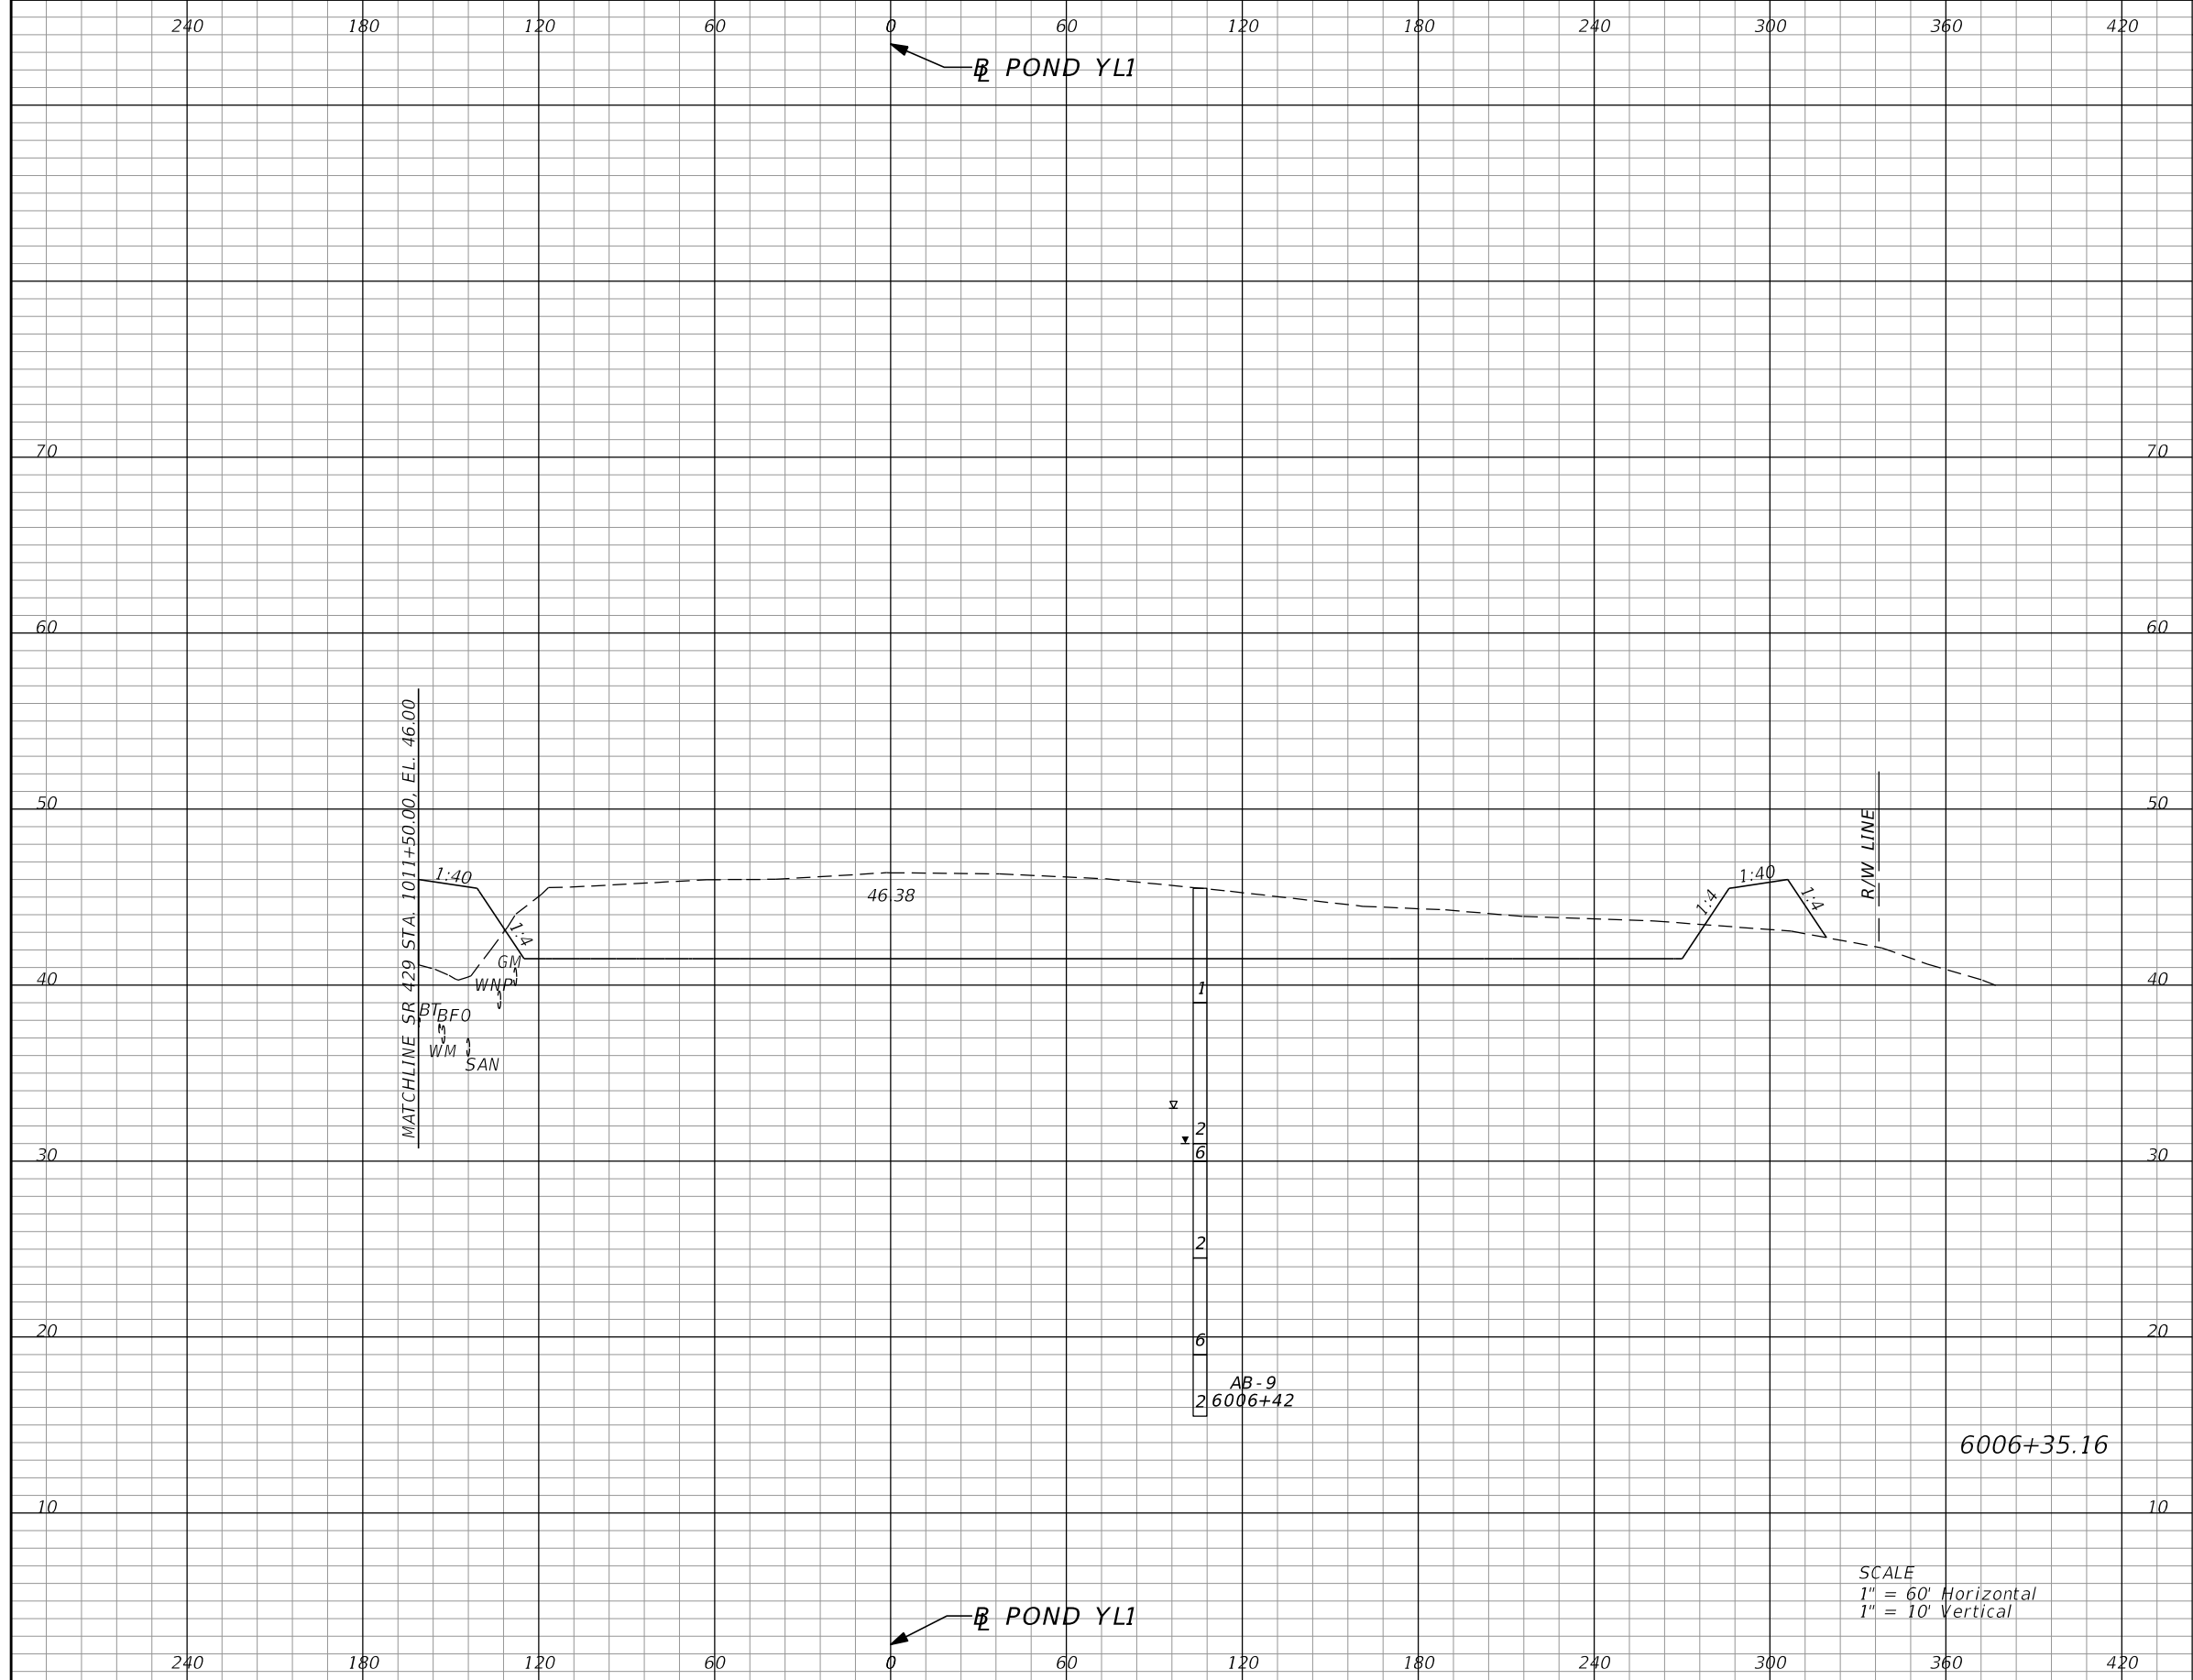 240 180 120 60 0 60 120 180 240 300 360 420
BL POND YL1
70 70
60 60
MATCHLINE SR 429 STA. 1011+50.00, EL. 46.00
50 50
R/W LINE
1:40
1:4
46.38
1:4
1:40
1:4
GM
40 40
WNP
1
BT
BFO
WM
SAN
2
30 30
6
2
20 20
6
AB-9
2 6006+42
6006+35.16
10 10
SCALE
1" = 60' Horizontal
1" = 10' Vertical
BL POND YL1
240 180 120 60 0 60 120 180 240 300 360 420